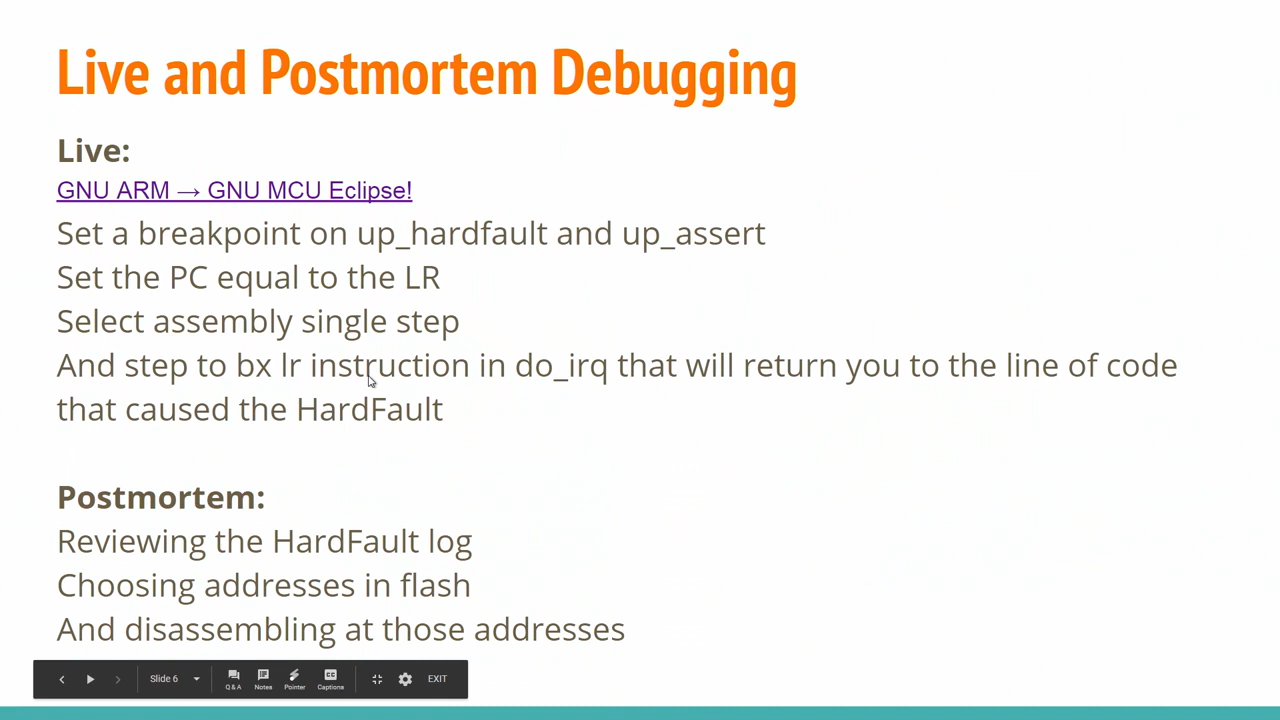 Live and Postmortem Debugging
Live:
GNU ARM → GNU MCU Eclipse!
Set a breakpoint on up_hardfault and up_assert
Set the PC equal to the LR
Select assembly single step
And step to bx lr instruction in do_irq that will return you to the line of code
that caused the HardFault
Postmortem:
Reviewing the HardFault log
Choosing addresses in flash
And disassembling at those addresses
Slide 6
Q & A
Notes
Pointer
CC
Captions
EXIT